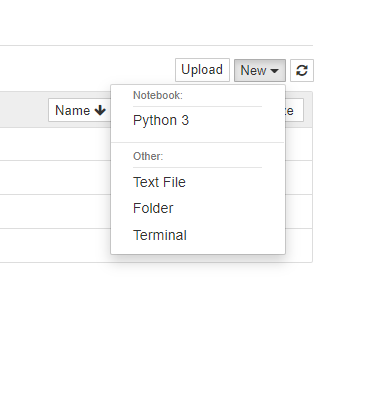 Upload New
Name
Notebook:
Python 3
Other:
Text File
Folder
Terminal